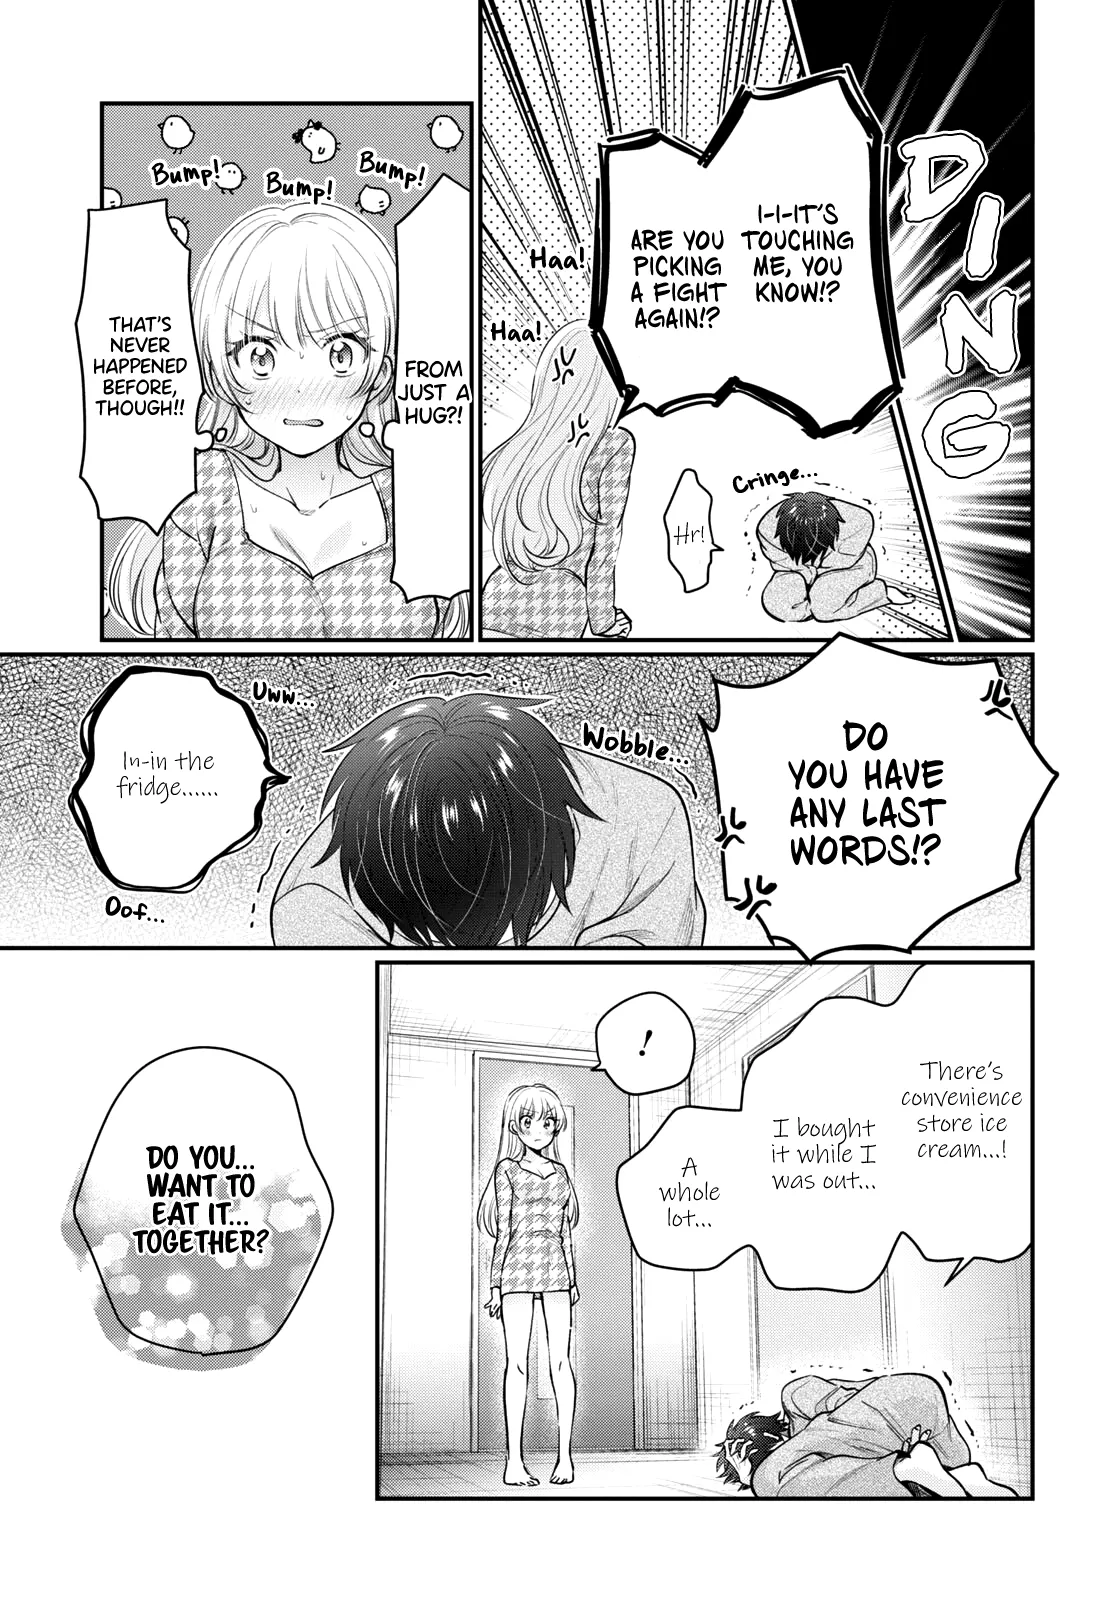 DING
I-I-IT'S
TOUCHING
ME, YOU
KNOW!?
ARE YOU
PICKING
A FIGHT
AGAIN!?
Haa!
Haa!
Cringe...
Hr!
Bump!
Bump!
Bump!
FROM
JUST A
HUG?!
THAT'S
NEVER
HAPPENED
BEFORE,
THOUGH!!
DO
YOU HAVE
ANY LAST
WORDS!?
Wobble...
Uww...
In-in the
fridge......
Oof...
There's
convenience
store ice
cream...!
I bought
it while I
was out...
A
whole
lot...
!
DO YOU...
WANT TO
EAT IT...
TOGETHER?